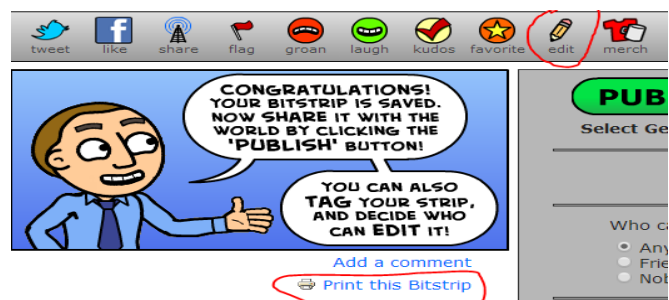 tweet like share flag groan laugh kudos favorite edit merch
CONGRATULATIONS!
YOUR BITSTRIP IS SAVED.
NOW SHARE IT WITH THE
WORLD BY CLICKING THE
'PUBLISH' BUTTON!
YOU CAN ALSO
TAG YOUR STRIP,
AND DECIDE WHO
CAN EDIT IT!
Add a comment
Print this Bitstrip
PUB
Select Ge
Who ca
Any
Frie
Nob